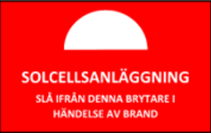 SOLCELLSANLÄGGNING
SLÅ IFRÅN DENNA BRYTARE I
HÄNDELSE AV BRAND